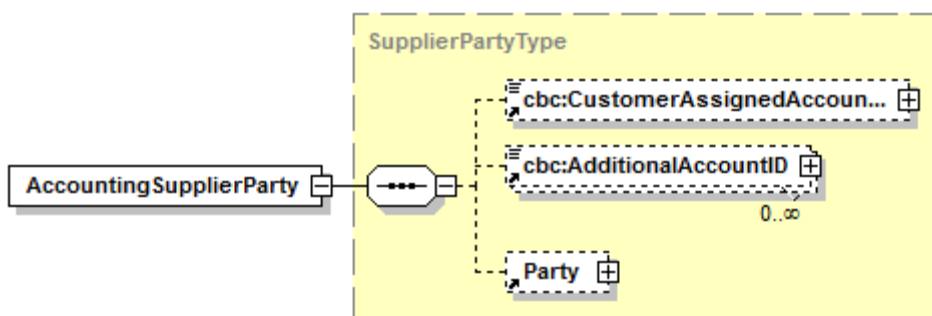 SupplierPartyType
cbc:CustomerAssignedAccoun...
cbc:AdditionalAccountID
AccountingSupplierParty
0..∞
Party